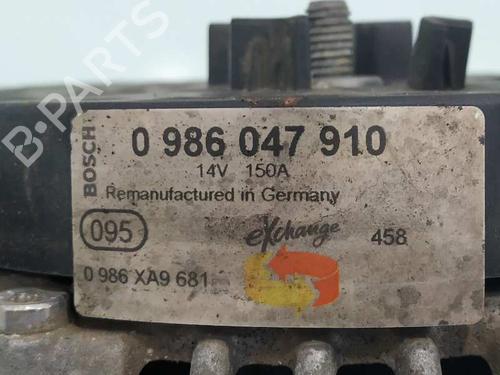 BOSCH
0 986 047 910
14V 150A
Remanufactured in Germany
095
eXchange
458
0 986 XA9 681
B-PARTS